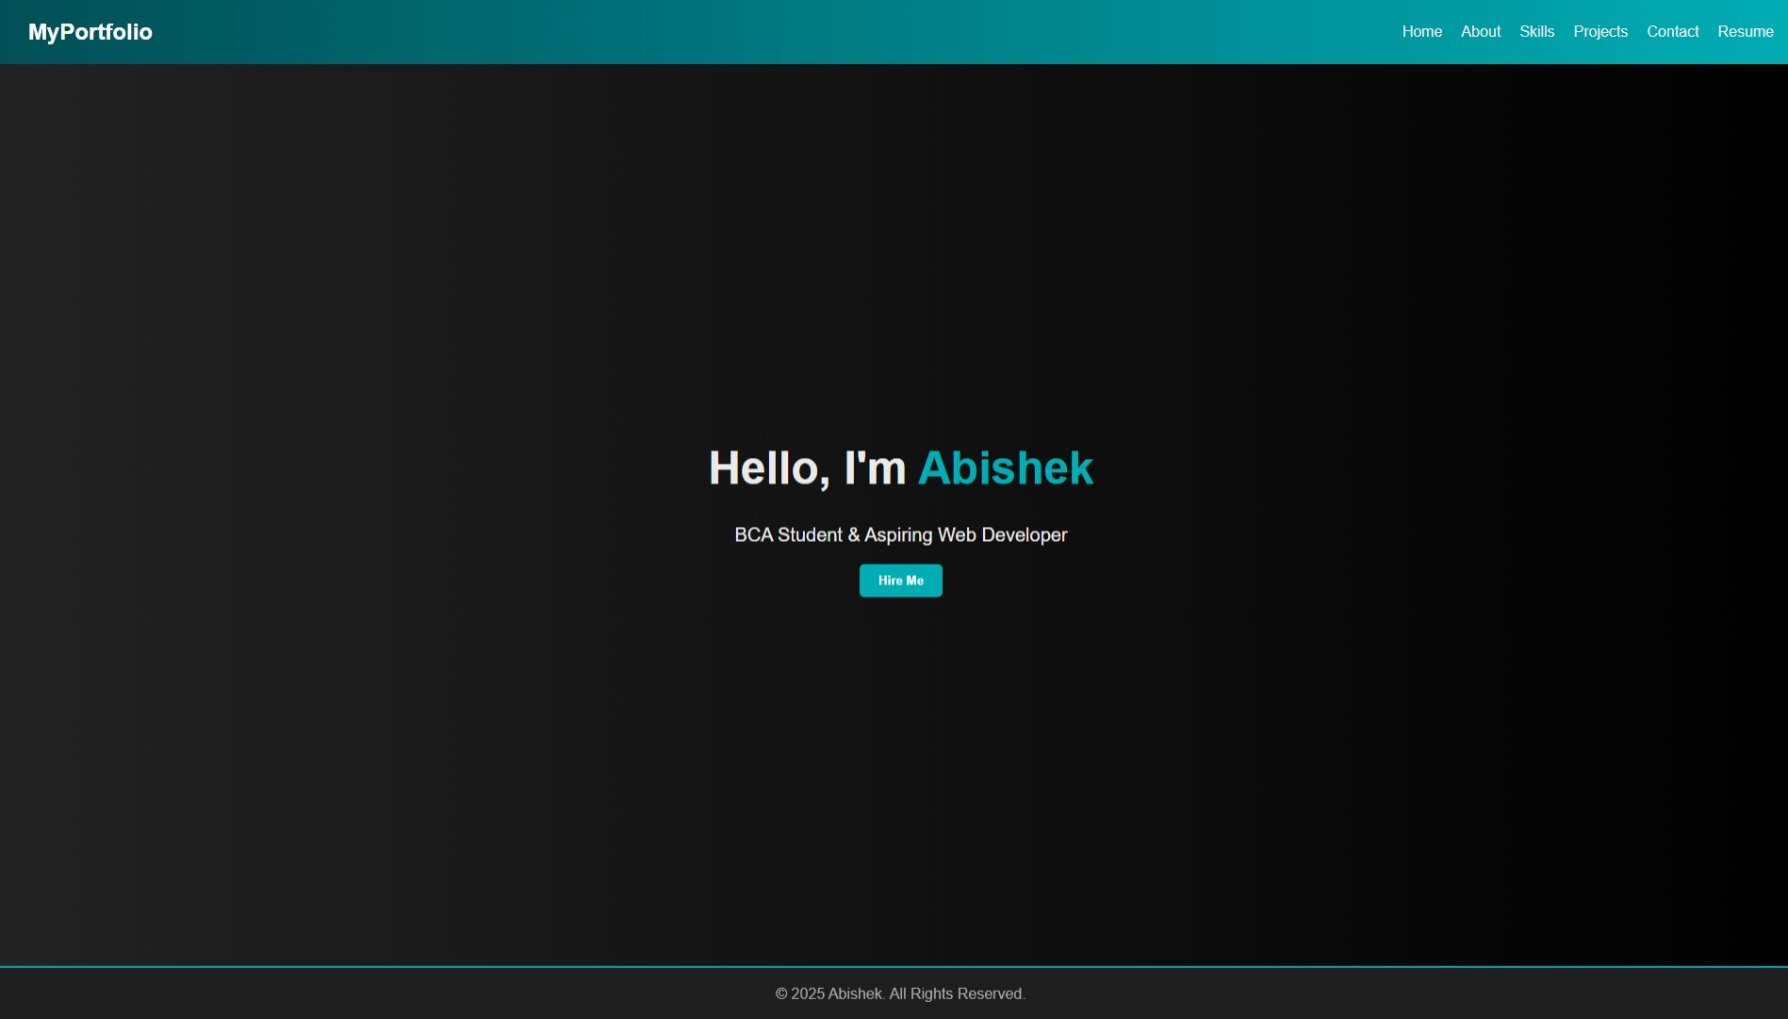 MyPortfolio
Home About Skills Projects Contact Resume
Hello, I'm Abishek
BCA Student & Aspiring Web Developer
Hire Me
© 2025 Abishek. All Rights Reserved.